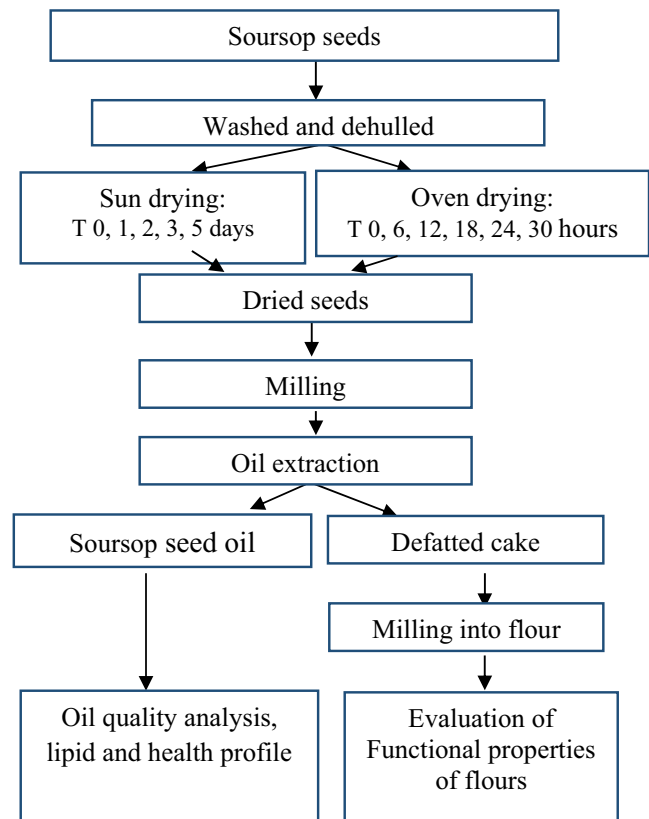 Soursop seeds
Washed and dehulled
Sun drying:
T 0, 1, 2, 3, 5 days
Oven drying:
T 0, 6, 12, 18, 24, 30 hours
Dried seeds
Milling
Oil extraction
Soursop seed oil
Defatted cake
Milling into flour
Oil quality analysis,
lipid and health profile
Evaluation of
Functional properties
of flours